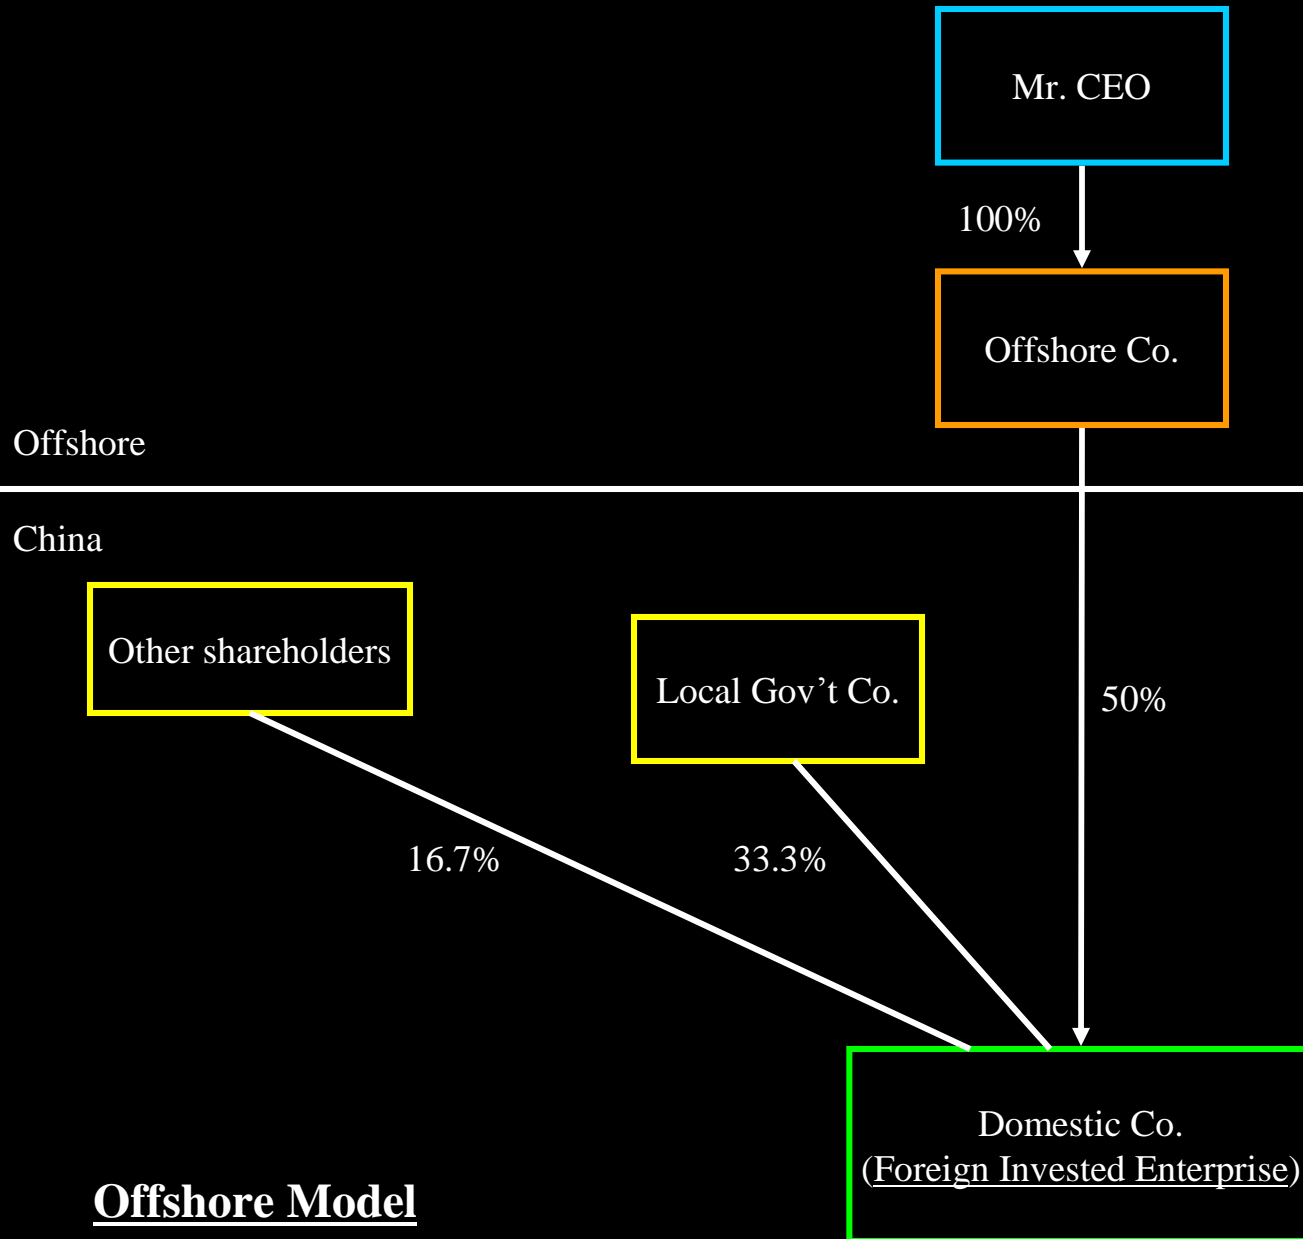 Mr. CEO
100%
Offshore Co.
Offshore
China
Other shareholders
Local Gov’t Co.
50%
16.7%
33.3%
Domestic Co.
(Foreign Invested Enterprise)
Offshore Model